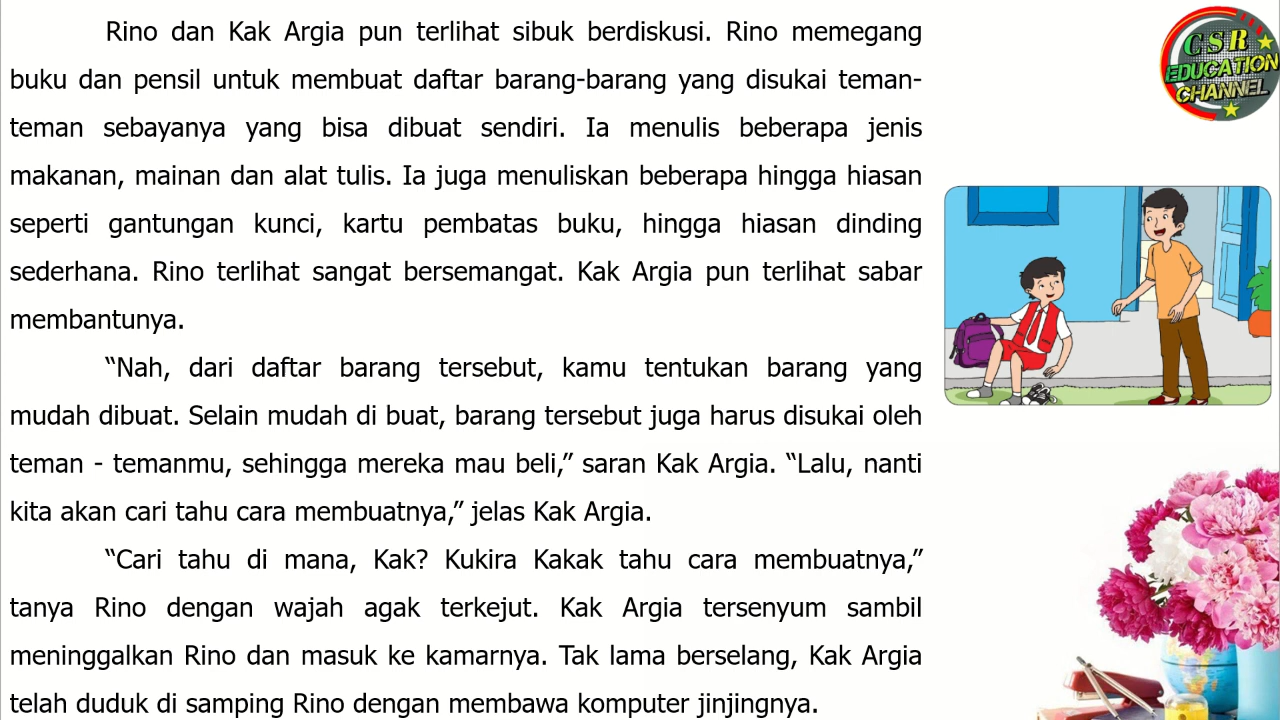 Rino dan Kak Argia pun terlihat sibuk berdiskusi. Rino memegang
buku dan pensil untuk membuat daftar barang-barang yang disukai teman-
teman sebayanya yang bisa dibuat sendiri. Ia menulis beberapa jenis
makanan, mainan dan alat tulis. Ia juga menuliskan beberapa hingga hiasan
seperti gantungan kunci, kartu pembatas buku, hingga hiasan dinding
sederhana. Rino terlihat sangat bersemangat. Kak Argia pun terlihat sabar
membantunya.
“Nah, dari daftar barang tersebut, kamu tentukan barang yang
mudah dibuat. Selain mudah di buat, barang tersebut juga harus disukai oleh
teman - temanmu, sehingga mereka mau beli,” saran Kak Argia. “Lalu, nanti
kita akan cari tahu cara membuatnya,” jelas Kak Argia.
“Cari tahu di mana, Kak? Kukira Kakak tahu cara membuatnya,”
tanya Rino dengan wajah agak terkejut. Kak Argia tersenyum sambil
meninggalkan Rino dan masuk ke kamarnya. Tak lama berselang, Kak Argia
telah duduk di samping Rino dengan membawa komputer jinjingnya.
CSR
EDUCATION
CHANNEL